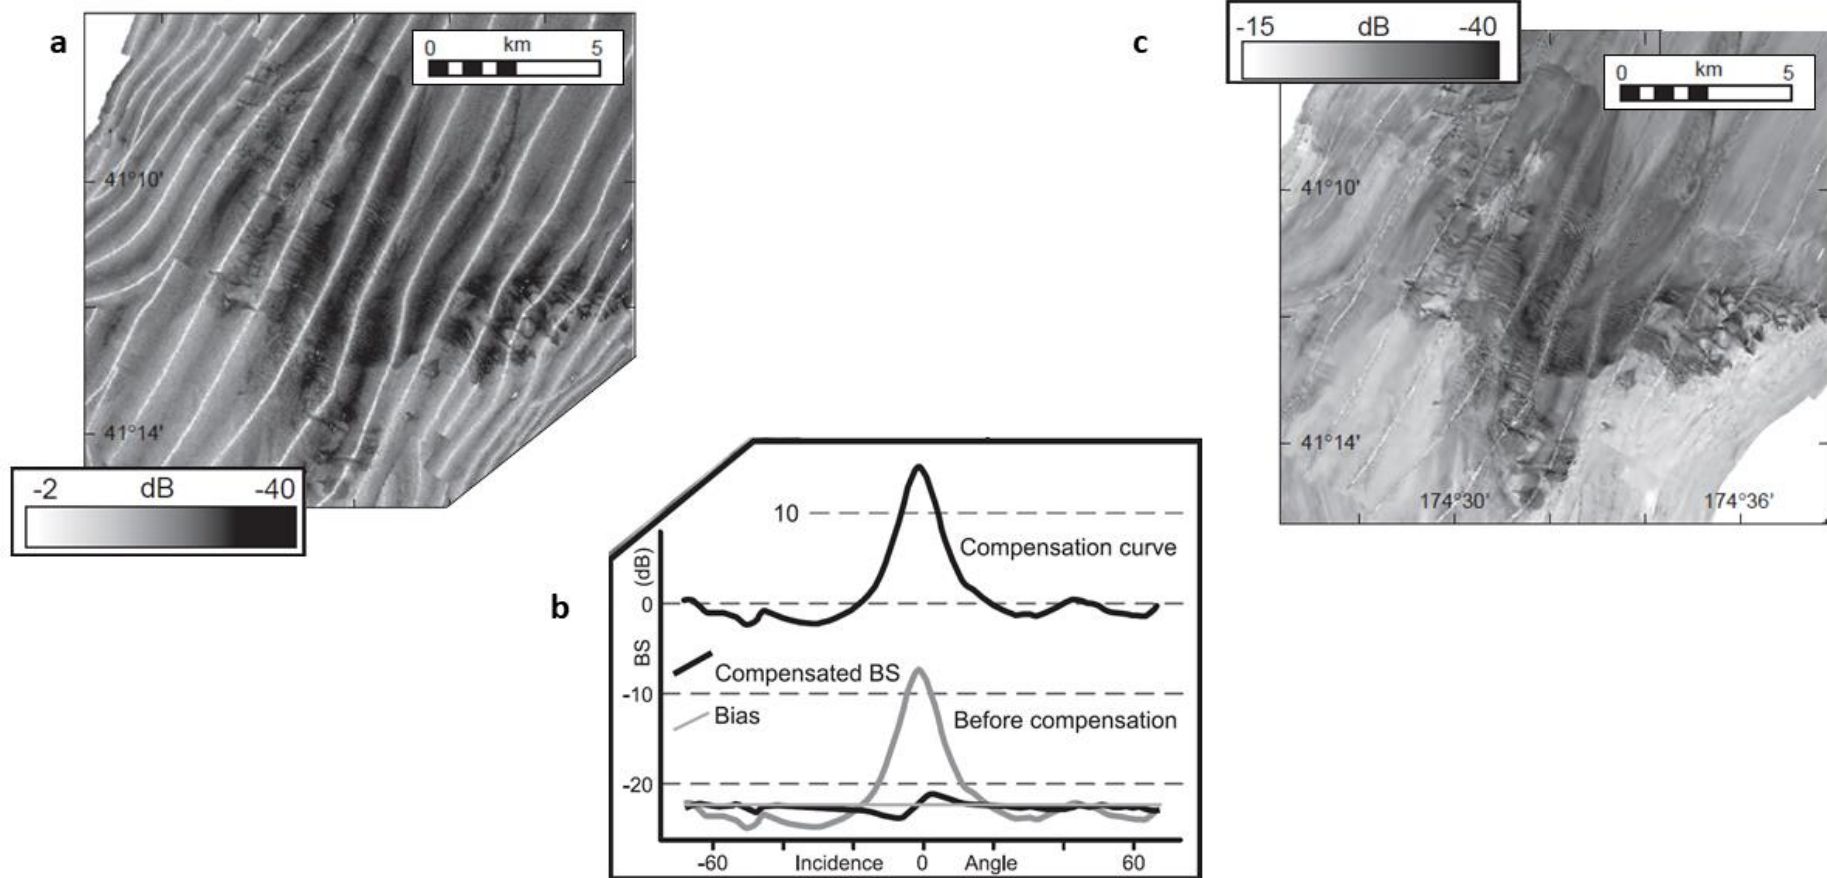 a
0 km 5
41°10'
41°14'
-2 dB -40
b
10
Compensation curve
(dB)
0
BS
Compensated BS
-10
Bias
Before compensation
-20
-60 Incidence 0 Angle 60
c
-15 dB -40
0 km 5
41°10'
41°14'
174°30' 174°36'